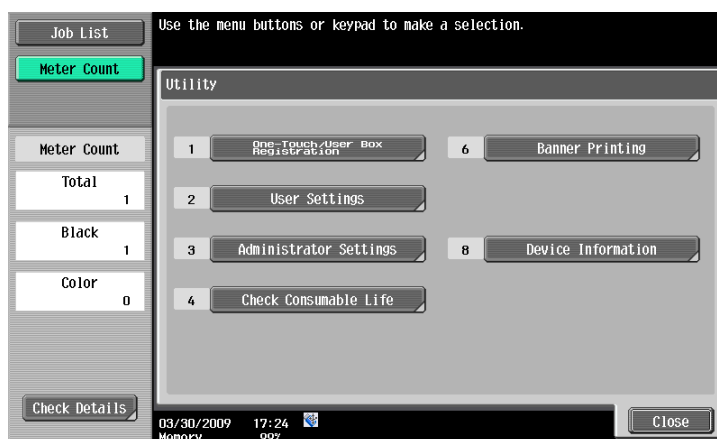 Job List
Use the menu buttons or keypad to make a selection.
Meter Count
Utility
Meter Count
1 One-Touch/User Box
Registration
6 Banner Printing
Total
1
2 User Settings
Black
1
3 Administrator Settings
8 Device Information
Color
0
4 Check Consumable Life
Check Details
03/30/2009 17:24
Close
Memory 99%